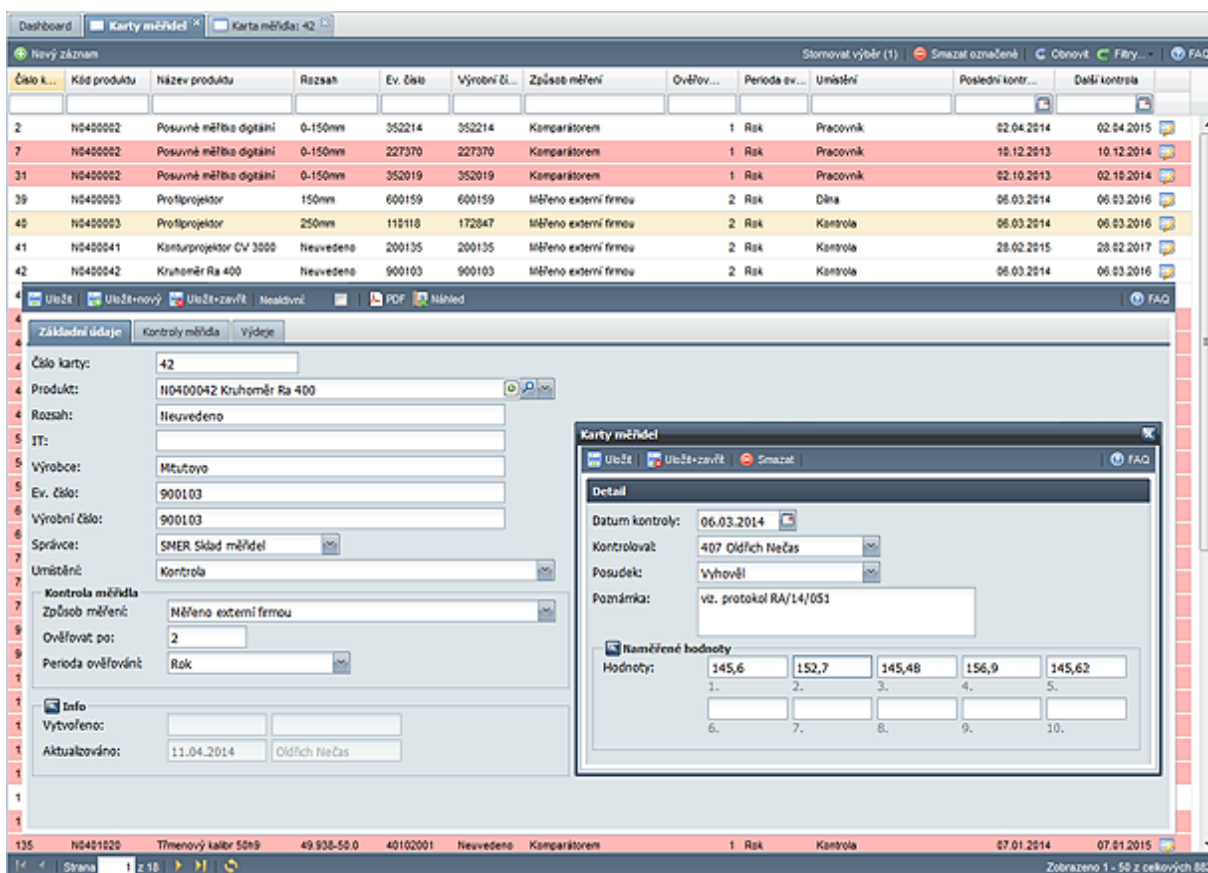 Dashboard Karty měřidel Karta měřidla: 42
Nový záznam Stornovat výběr (1) Smazat označené Obnovit Filtry... FAQ
Číslo k... Kód produktu Název produktu Rozsah Ev. číslo Výrobní čí... Způsob měření Ověřov... Perioda ov... Umístění Poslední kontr... Další kontrola
2 N0400002 Posuvné měřítko digitální 0-150mm 352214 352214 Komparátorem 1 Rok Pracovník 02.04.2014 02.04.2015
7 N0400002 Posuvné měřítko digitální 0-150mm 227370 227370 Komparátorem 1 Rok Pracovník 10.12.2013 10.12.2014
31 N0400002 Posuvné měřítko digitální 0-150mm 352019 352019 Komparátorem 1 Rok Pracovník 02.10.2013 02.10.2014
39 N0400003 Profilprojektor 150mm 600159 600159 Měřeno externí firmou 2 Rok Dílna 06.03.2014 06.03.2016
40 N0400003 Profilprojektor 250mm 110118 172847 Měřeno externí firmou 2 Rok Kontrola 06.03.2014 06.03.2016
41 N0400041 Konturprojektor CV 3000 Neuvedeno 200135 200135 Měřeno externí firmou 2 Rok Kontrola 28.02.2015 28.02.2017
42 N0400042 Kruhoměr Ra 400 Neuvedeno 900103 900103 Měřeno externí firmou 2 Rok Kontrola 06.03.2014 06.03.2016
Uložit Uložit+nový Uložit+zavřít Neaktivní: PDF Náhled FAQ
Základní údaje Kontroly měřidla Výdeje
Číslo karty: 42
Produkt: N0400042 Kruhoměr Ra 400
Rozsah: Neuvedeno
IT:
Výrobce: Mitutoyo
Ev. číslo: 900103
Výrobní číslo: 900103
Správce: SMER Sklad měřidel
Umístění: Kontrola
Kontrola měřidla
Způsob měření: Měřeno externí firmou
Ověřovat po: 2
Perioda ověřování: Rok
Info
Vytvořeno:
Aktualizováno: 11.04.2014 Oldřich Nečas
Karty měřidel
Uložit Uložit+zavřít Smazat FAQ
Detail
Datum kontroly: 06.03.2014
Kontroloval: 407 Oldřich Nečas
Posudek: Vyhověl
Poznámka: viz. protokol RA/14/051
Naměřené hodnoty
Hodnoty: 145,6 152,7 145,48 156,9 145,62
1. 2. 3. 4. 5.
6. 7. 8. 9. 10.
135 N0401020 Třmenový kalibr 50h9 49.938-50.0 40102001 Neuvedeno Komparátorem 1 Rok Kontrola 07.01.2014 07.01.2015
Strana 1 z 18 Zobrazeno 1 - 50 z celkových 882